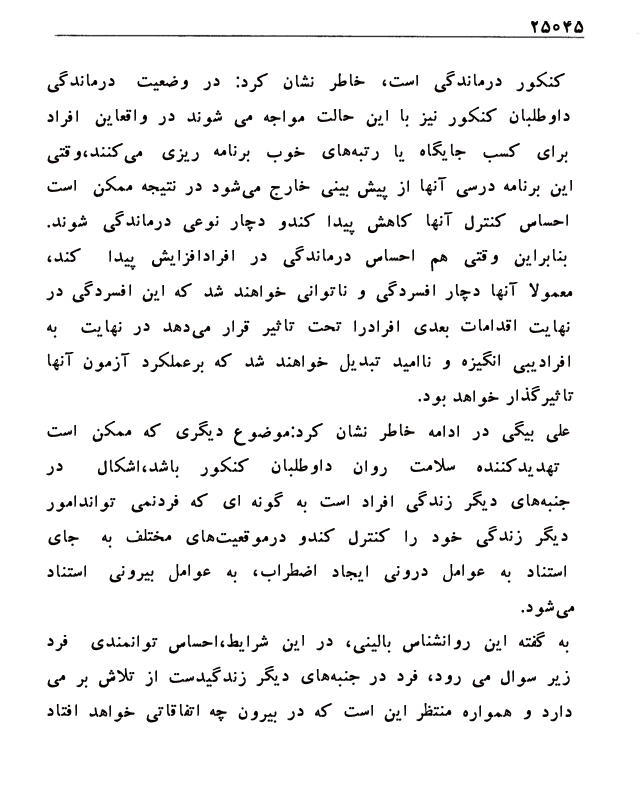 ۲۵۰۴۵
کنکور درماندگی است، خاطر نشان کرد: در وضعیت درماندگی
داوطلبان کنکور نیز با این حالت مواجه می شوند در واقعاین افراد
برای کسب جایگاه یا رتبه‌های خوب برنامه ریزی می‌کنند،وقتی
این برنامه درسی آنها از پیش بینی خارج می‌شود در نتیجه ممکن است
احساس کنترل آنها کاهش پیدا کندو دچار نوعی درماندگی شوند.
بنابراین وقتی هم احساس درماندگی در افرادافزایش پیدا کند،
معمولا آنها دچار افسردگی و ناتوانی خواهند شد که این افسردگی در
نهایت اقدامات بعدی افرادرا تحت تاثیر قرار می‌دهد در نهایت به
افرادیبی انگیزه و ناامید تبدیل خواهند شد که برعملکرد آزمون آنها
تاثیرگذار خواهد بود.
علی بیگی در ادامه خاطر نشان کرد:موضوع دیگری که ممکن است
تهدیدکننده سلامت روان داوطلبان کنکور باشد،اشکال در
جنبه‌های دیگر زندگی افراد است به گونه ای که فردنمی تواندامور
دیگر زندگی خود را کنترل کندو درموقعیت‌های مختلف به جای
استناد به عوامل درونی ایجاد اضطراب، به عوامل بیرونی استناد
می‌شود.
به گفته این روانشناس بالینی، در این شرایط،احساس توانمندی فرد
زیر سوال می رود، فرد در جنبه‌های دیگر زندگیدست از تلاش بر می
دارد و همواره منتظر این است که در بیرون چه اتفاقاتی خواهد افتاد